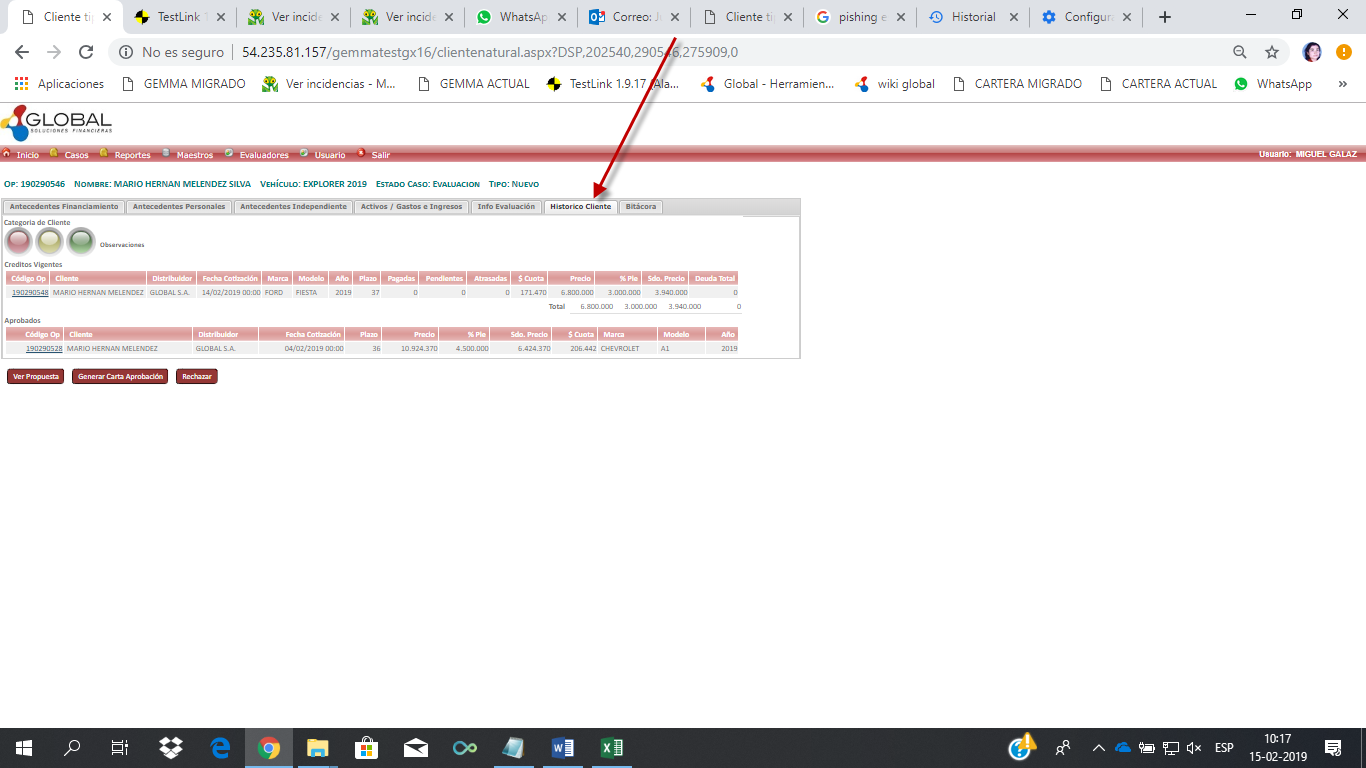 Cliente ti
TestLink 1
Ver incide
Ver incide
WhatsAp
Correo: Ji
Cliente tip
pishing e
Historial
Configura
No es seguro
54.235.81.157/gemmatestgx16/clientenatural.aspx?DSP,202540,290546,275909,0
Aplicaciones
GEMMA MIGRADO
Ver incidencias - M...
GEMMA ACTUAL
TestLink 1.9.17 (Ala...
Global - Herramien...
wiki global
CARTERA MIGRADO
CARTERA ACTUAL
WhatsApp
»
GLOBAL
SOLUCIONES FINANCIERAS
Inicio Casos Reportes Maestros Evaluadores Usuario Salir Usuario: MIGUEL GALAZ
Op: 190290546 Nombre: MARIO HERNAN MELENDEZ SILVA Vehículo: EXPLORER 2019 Estado Caso: Evaluacion Tipo: Nuevo
Antecedentes Financiamiento Antecedentes Personales Antecedentes Independiente Activos / Gastos e Ingresos Info Evaluación Historico Cliente Bitácora
Categoria de Cliente
Observaciones
Creditos Vigentes
Código Op Cliente Distribuidor Fecha Cotización Marca Modelo Año Plazo Pagadas Pendientes Atrasadas $ Cuota Precio % Pie Sdo. Precio Deuda Total
190290548 MARIO HERNAN MELENDEZ GLOBAL S.A. 14/02/2019 00:00 FORD FIESTA 2019 37 0 0 0 171.470 6.800.000 3.000.000 3.940.000 0
Total 6.800.000 3.000.000 3.940.000 0
Aprobados
Código Op Cliente Distribuidor Fecha Cotización Plazo Precio % Pie Sdo. Precio $ Cuota Marca Modelo Año
190290528 MARIO HERNAN MELENDEZ GLOBAL S.A. 04/02/2019 00:00 36 10.924.370 4.500.000 6.424.370 206.442 CHEVROLET A1 2019
Ver Propuesta Generar Carta Aprobación Rechazar
ESP
10:17
15-02-2019